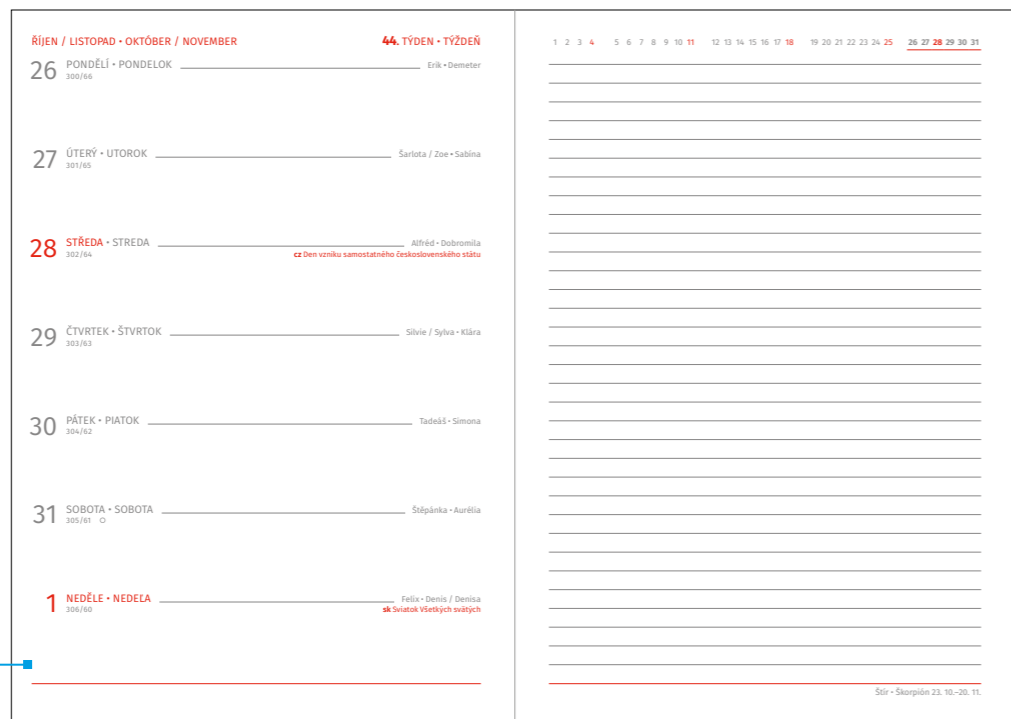 ŘÍJEN / LISTOPAD • OKTÓBER / NOVEMBER 44. TÝDEN • TÝŽDEŇ
26 PONDĚLÍ • PONDELOK Erik • Demeter
300/66
27 ÚTERÝ • UTOROK Šarlota / Zoe • Sabína
301/65
28 STŘEDA • STREDA Alfréd • Dobromila
302/64 cz Den vzniku samostatného československého státu
29 ČTVRTEK • ŠTVRTOK Silvie / Sylva • Klára
303/63
30 PÁTEK • PIATOK Tadeáš • Simona
304/62
31 SOBOTA • SOBOTA Štěpánka • Aurélia
305/61
1 NEDĚLE • NEDEĽA Felix • Denis / Denisa
306/60 sk Sviatok Všetkých svätých
1 2 3 4 5 6 7 8 9 10 11 12 13 14 15 16 17 18 19 20 21 22 23 24 25 26 27 28 29 30 31
Štír • Škorpión 23. 10.–20. 11.